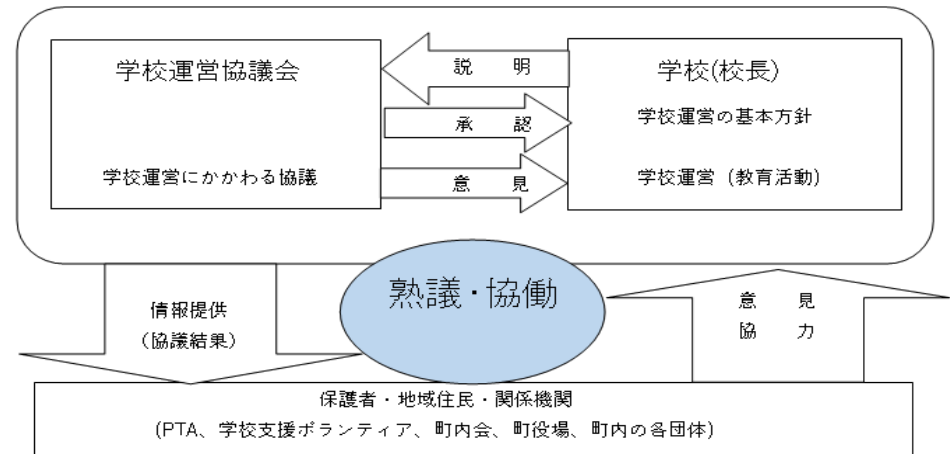 学校運営協議会
学校運営にかかわる協議
説 明
承 認
意 見
学校(校長)
学校運営の基本方針
学校運営 (教育活動)
熟議・協働
情報提供
(協議結果)
意 見
協 力
保護者・地域住民・関係機関
(PTA、学校支援ボランティア、町内会、町役場、町内の各団体)